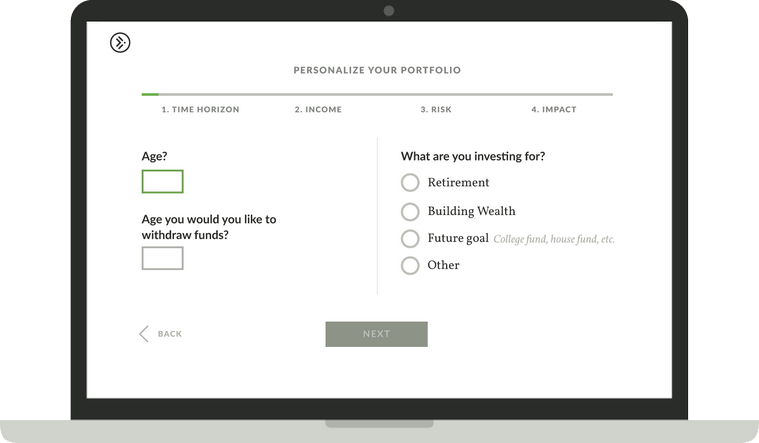 PERSONALIZE YOUR PORTFOLIO
1. TIME HORIZON 2. INCOME 3. RISK 4. IMPACT
Age?
Age you would you like to
withdraw funds?
What are you investing for?
Retirement
Building Wealth
Future goal College fund, house fund, etc.
Other
BACK
NEXT